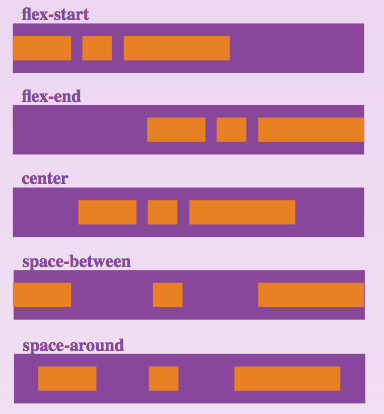 flex-start
flex-end
center
space-between
space-around